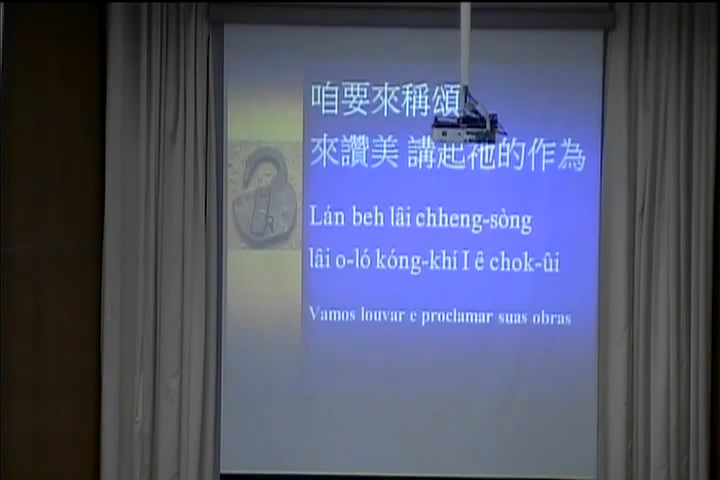 咱要來稱頌
來讚美 講起祂的作為
Lán beh lâi chheng-sòng
lâi o-ló kóng-khí I ê chok-ûi
Vamos louvar e proclamar suas obras